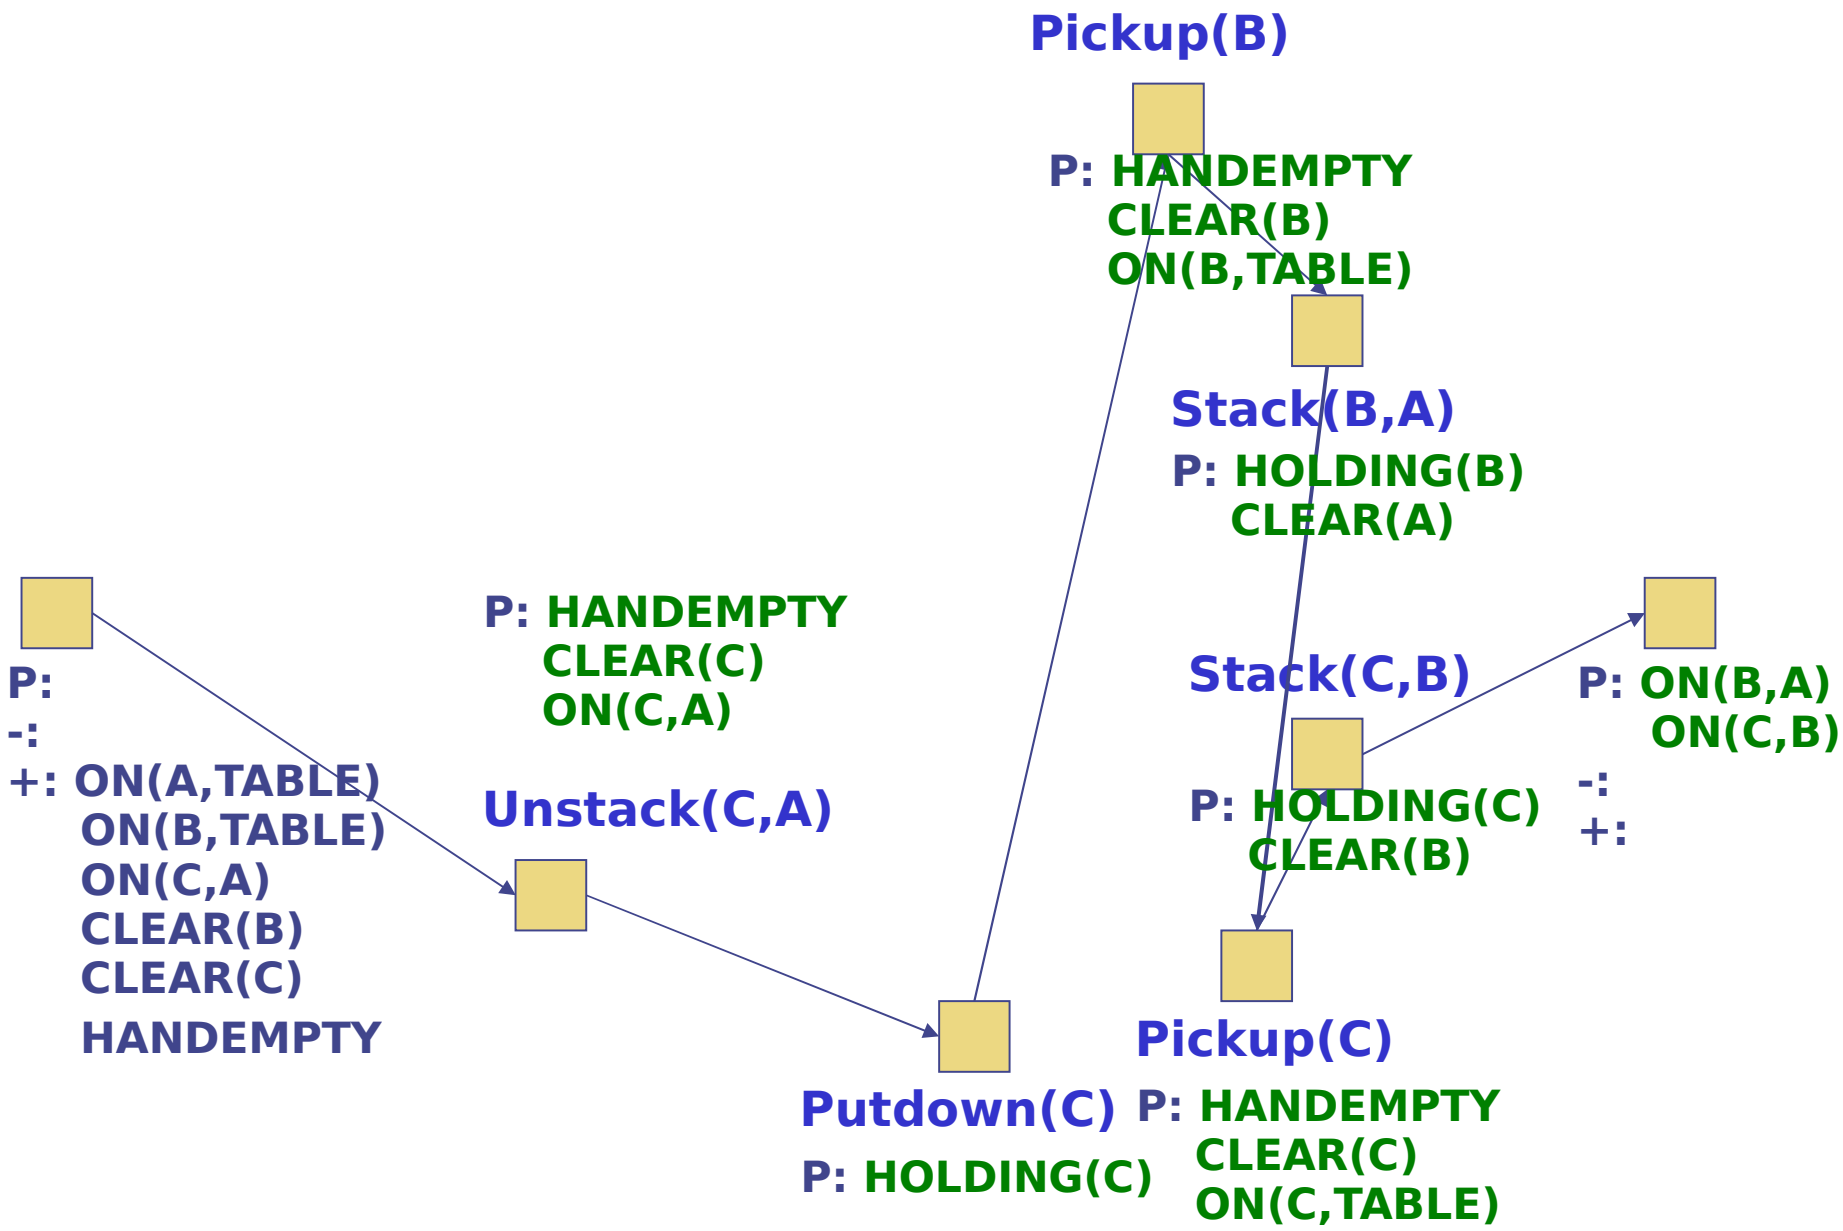 Pickup(B)
P: HANDEMPTY
CLEAR(B)
ON(B,TABLE)
Stack(B,A)
P: HOLDING(B)
CLEAR(A)
P: HANDEMPTY
CLEAR(C)
ON(C,A)
Unstack(C,A)
P:
-:
+: ON(A,TABLE)
ON(B,TABLE)
ON(C,A)
CLEAR(B)
CLEAR(C)
HANDEMPTY
Stack(C,B)
P: HOLDING(C)
CLEAR(B)
P: ON(B,A)
ON(C,B)
-:
+:
Putdown(C)
P: HOLDING(C)
Pickup(C)
P: HANDEMPTY
CLEAR(C)
ON(C,TABLE)